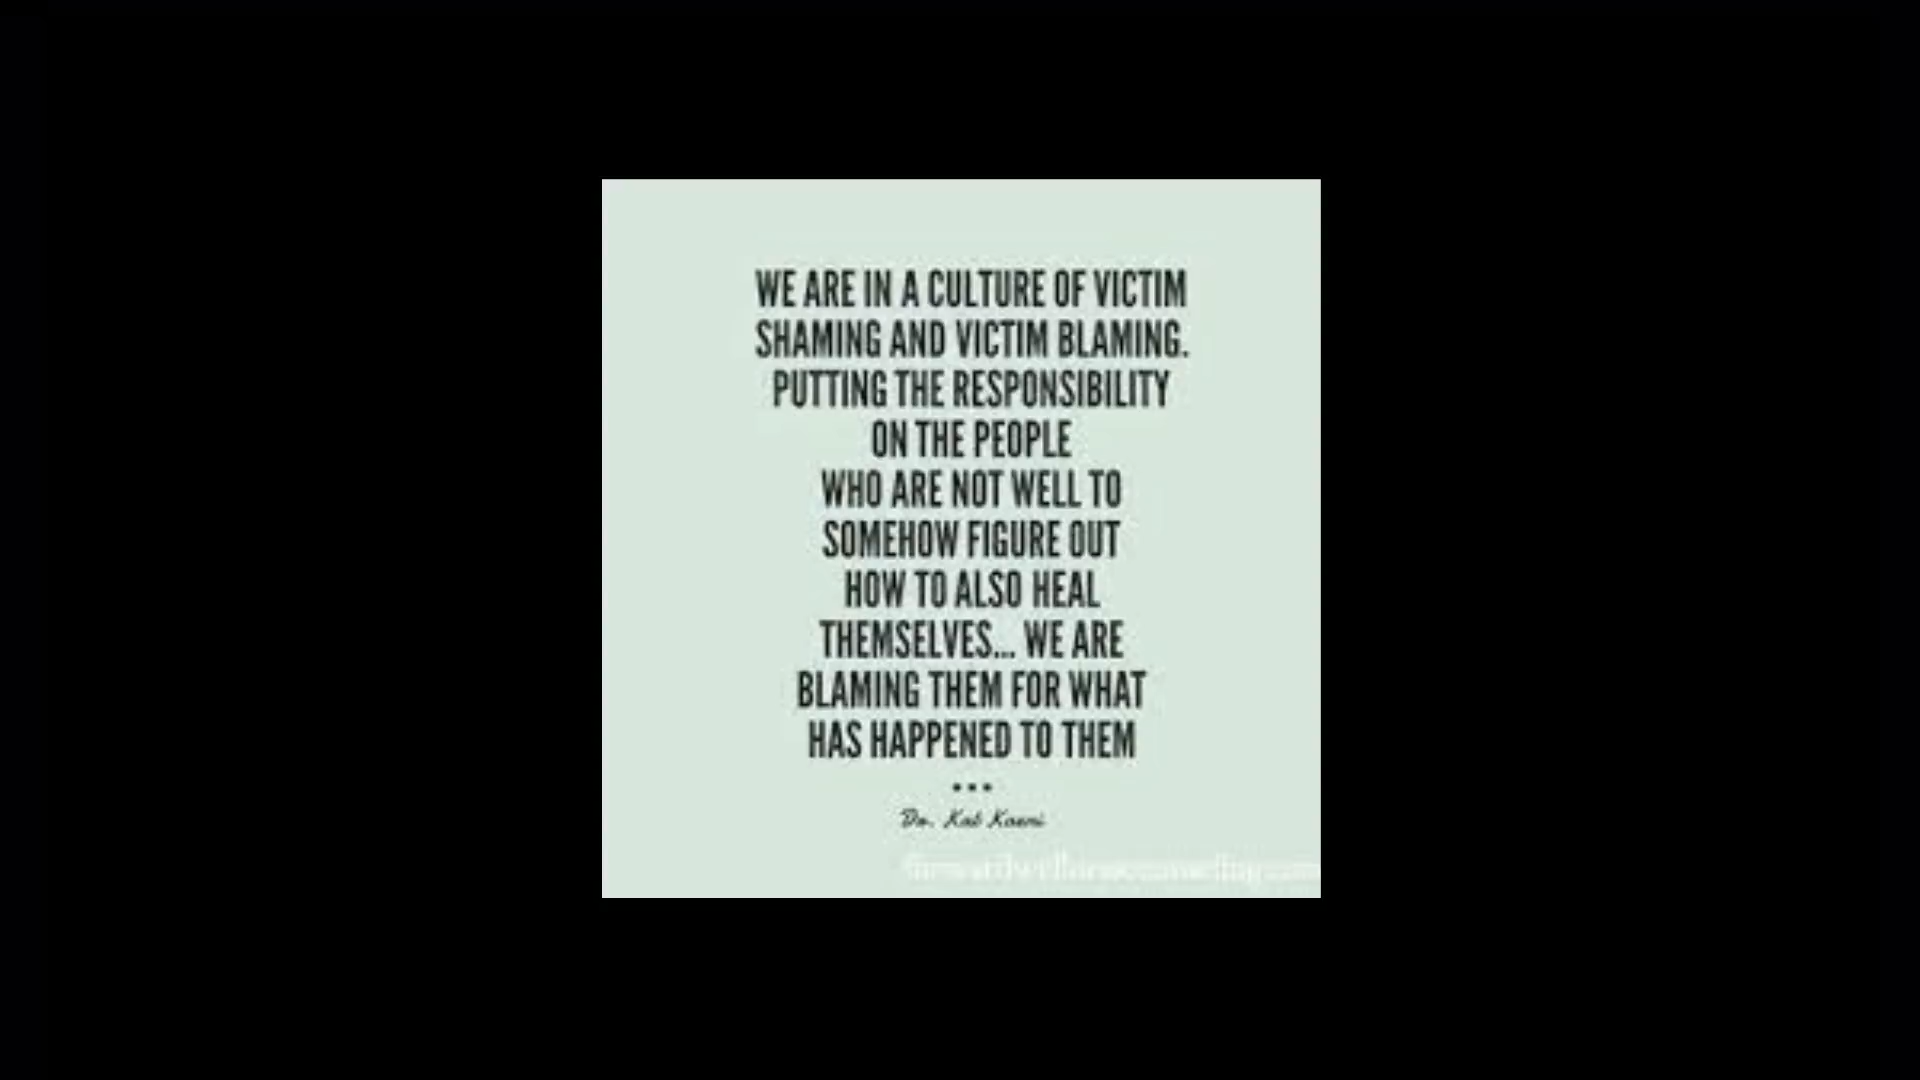 WE ARE IN A CULTURE OF VICTIM
SHAMING AND VICTIM BLAMING.
PUTTING THE RESPONSIBILITY
ON THE PEOPLE
WHO ARE NOT WELL TO
SOMEHOW FIGURE OUT
HOW TO ALSO HEAL
THEMSELVES... WE ARE
BLAMING THEM FOR WHAT
HAS HAPPENED TO THEM
...
Dr. Kat